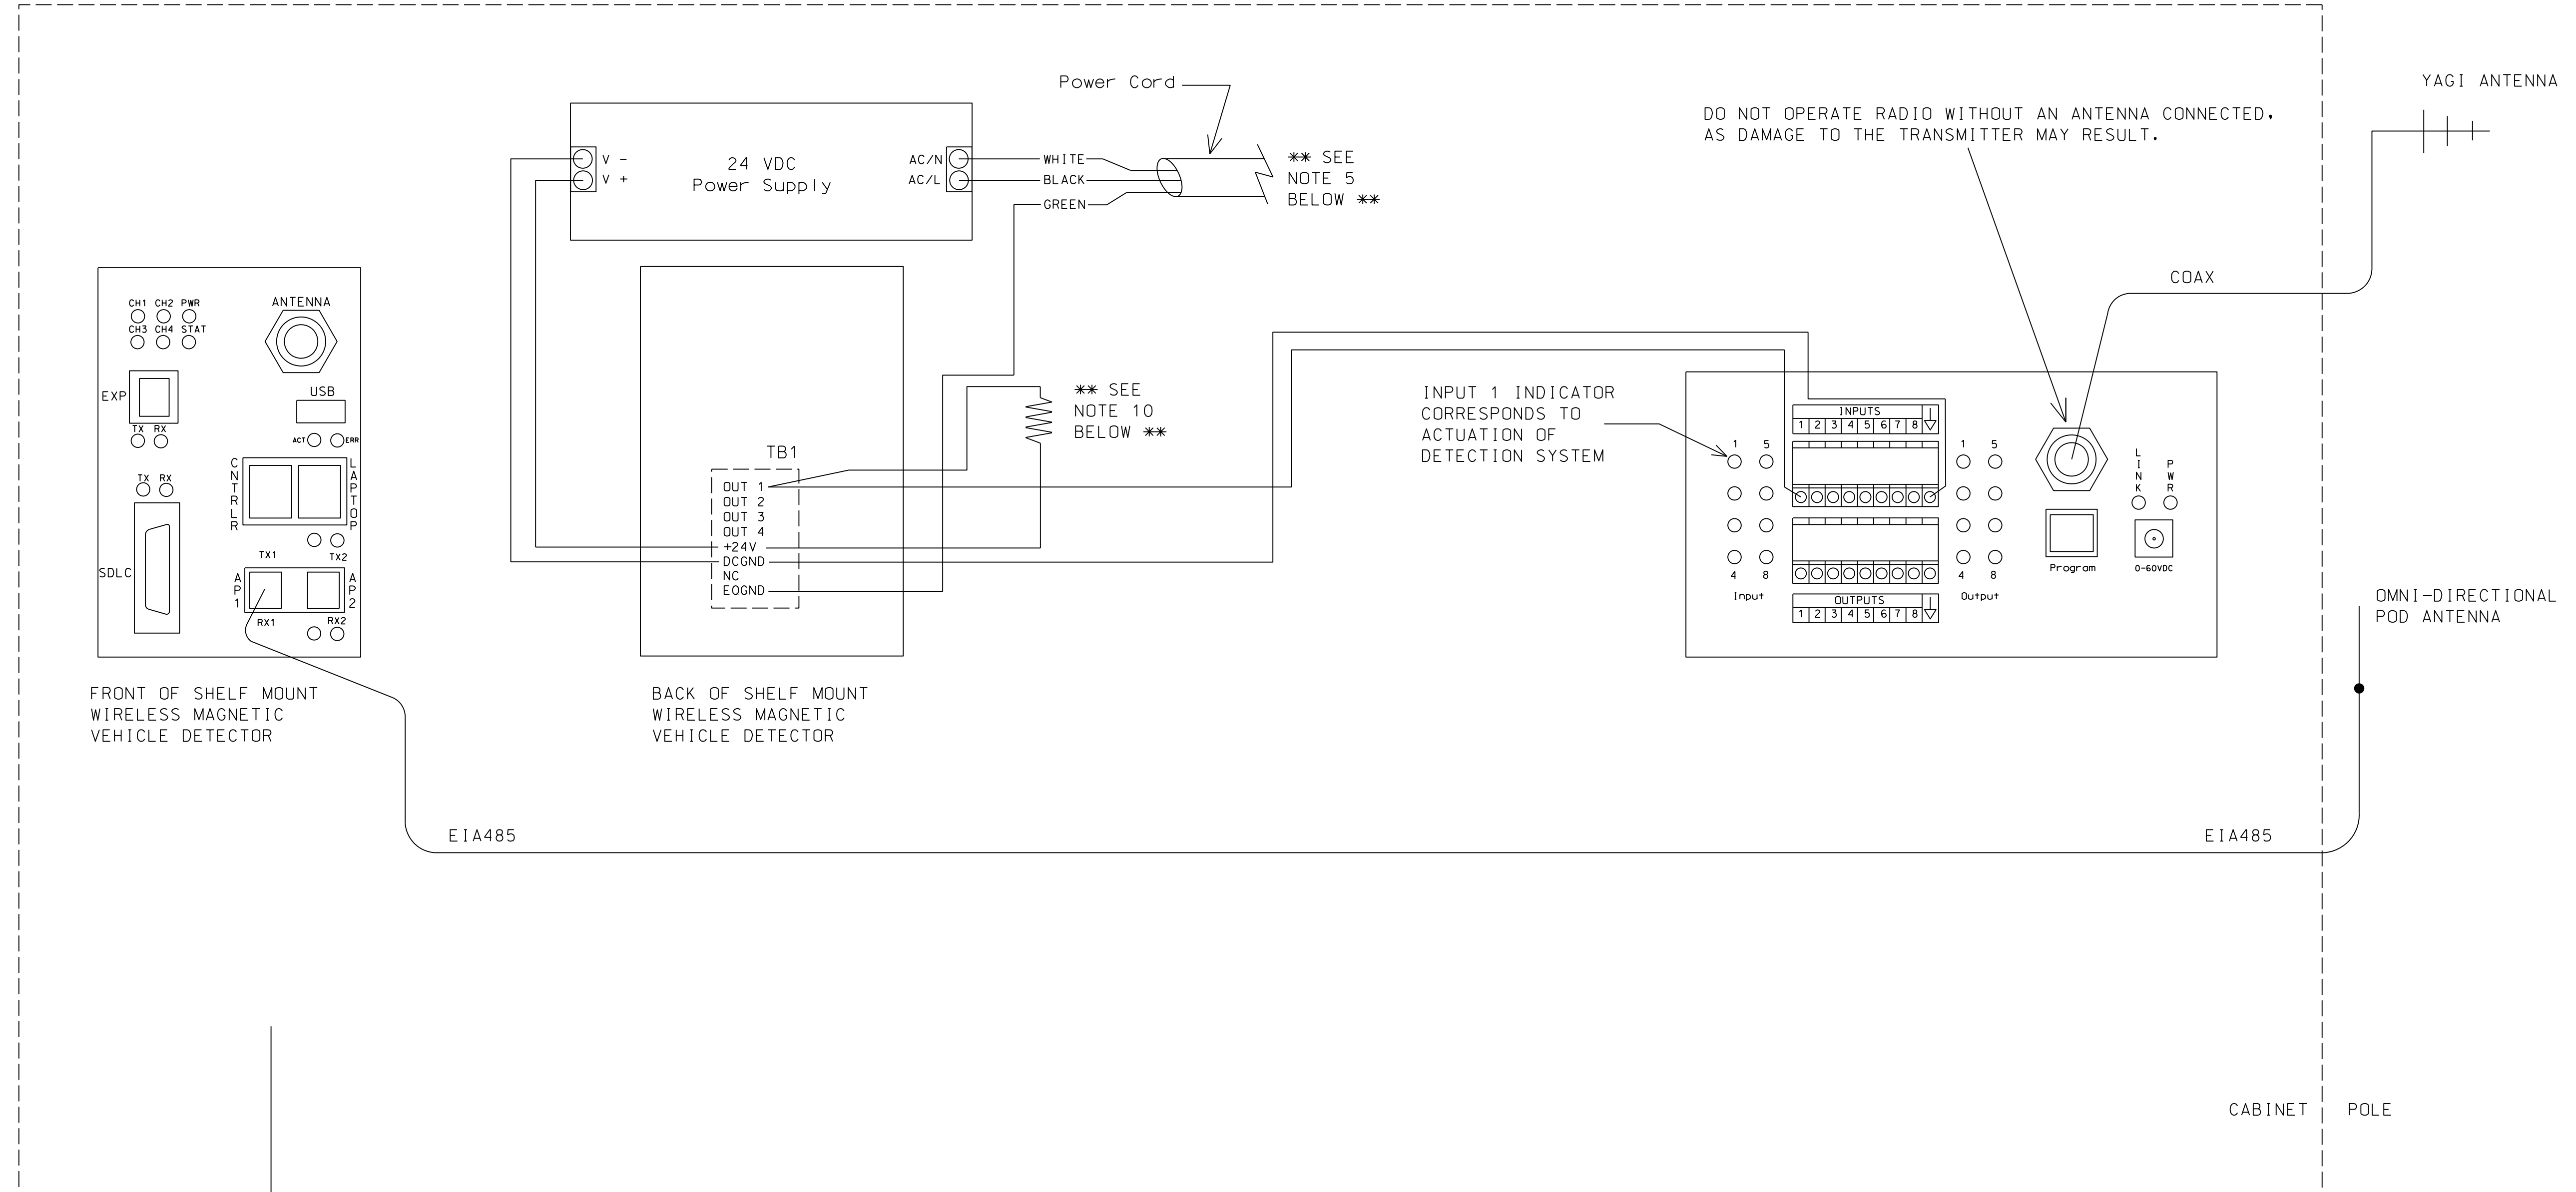 YAGI ANTENNA
Power Cord
DO NOT OPERATE RADIO WITHOUT AN ANTENNA CONNECTED,
AS DAMAGE TO THE TRANSMITTER MAY RESULT.
V -
V +
24 VDC
Power Supply
AC/N
AC/L
WHITE
BLACK
GREEN
** SEE
NOTE 5
BELOW **
COAX
CH1 CH2 PWR
CH3 CH4 STAT
ANTENNA
EXP
USB
TX RX
ACT
ERR
CNTRLR
LAPTOP
TX RX
SDLC
TX1
TX2
AP1
AP2
RX1
RX2
FRONT OF SHELF MOUNT
WIRELESS MAGNETIC
VEHICLE DETECTOR
TB1
OUT 1
OUT 2
OUT 3
OUT 4
+24V
DCGND
NC
EQGND
BACK OF SHELF MOUNT
WIRELESS MAGNETIC
VEHICLE DETECTOR
** SEE
NOTE 10
BELOW **
INPUT 1 INDICATOR
CORRESPONDS TO
ACTUATION OF
DETECTION SYSTEM
INPUTS
1 2 3 4 5 6 7 8
1 5
4 8
Input
1 5
4 8
Output
OUTPUTS
1 2 3 4 5 6 7 8
LINK
PWR
Program
0-60VDC
OMNI-DIRECTIONAL
POD ANTENNA
EIA485
EIA485
CABINET
POLE